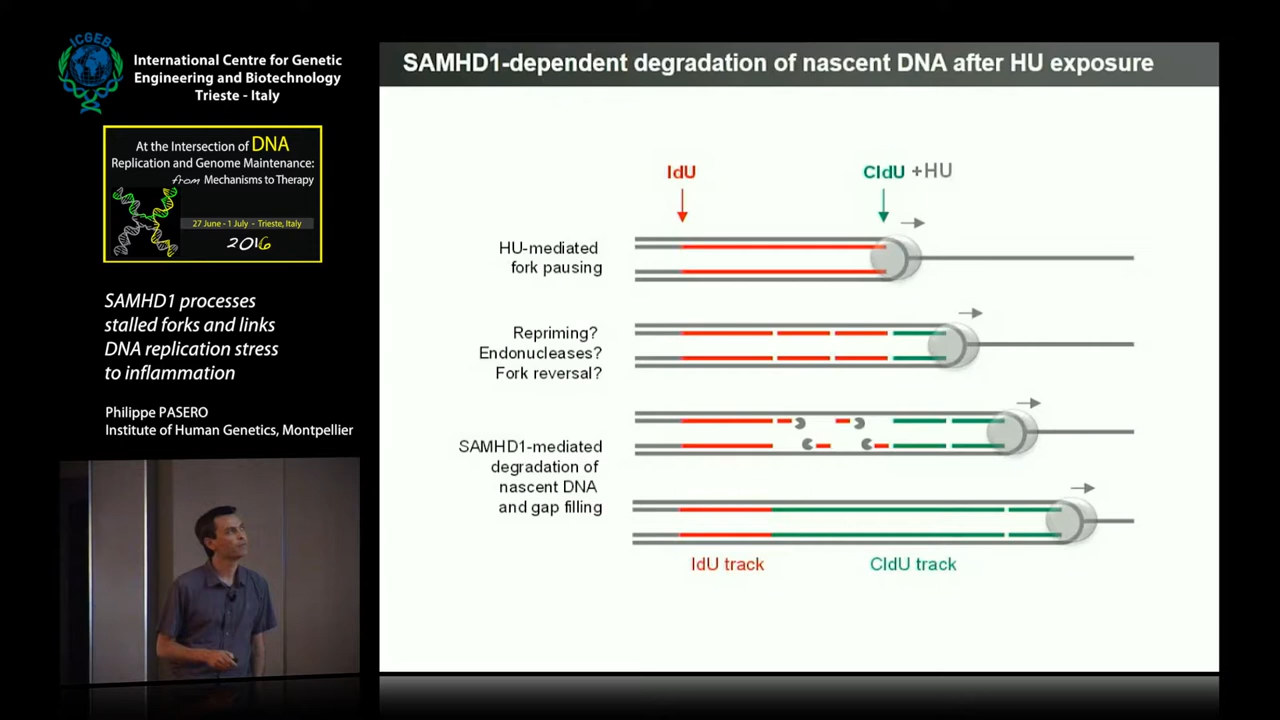 ICGEB
International Centre for Genetic
Engineering and Biotechnology
Trieste - Italy
At the Intersection of DNA
Replication and Genome Maintenance:
from Mechanisms to Therapy
27 June - 1 July - Trieste, Italy
2016
SAMHD1 processes
stalled forks and links
DNA replication stress
to inflammation
Philippe PASERO
Institute of Human Genetics, Montpellier
SAMHD1-dependent degradation of nascent DNA after HU exposure
IdU
CldU +HU
HU-mediated
fork pausing
Repriming?
Endonucleases?
Fork reversal?
SAMHD1-mediated
degradation of
nascent DNA
and gap filling
IdU track
CldU track